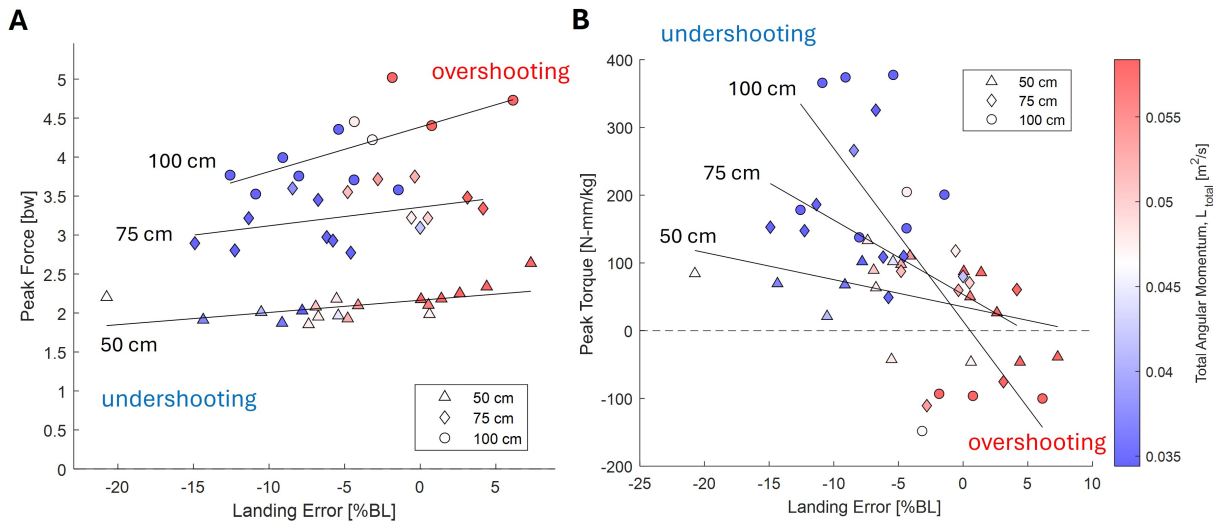 A
overshooting
100 cm
75 cm
50 cm
undershooting
Peak Force [bw]
5
4.5
4
3.5
3
2.5
2
1.5
1
0.5
0
50 cm
75 cm
100 cm
-20
-15
-10
-5
0
5
Landing Error [%BL]
B
undershooting
100 cm
75 cm
50 cm
overshooting
Peak Torque [N-mm/kg]
400
300
200
100
0
-100
-200
50 cm
75 cm
100 cm
-25
-20
-15
-10
-5
0
5
10
Landing Error [%BL]
0.055
0.05
0.045
0.04
0.035
Total Angular Momentum, L total [m²/s]